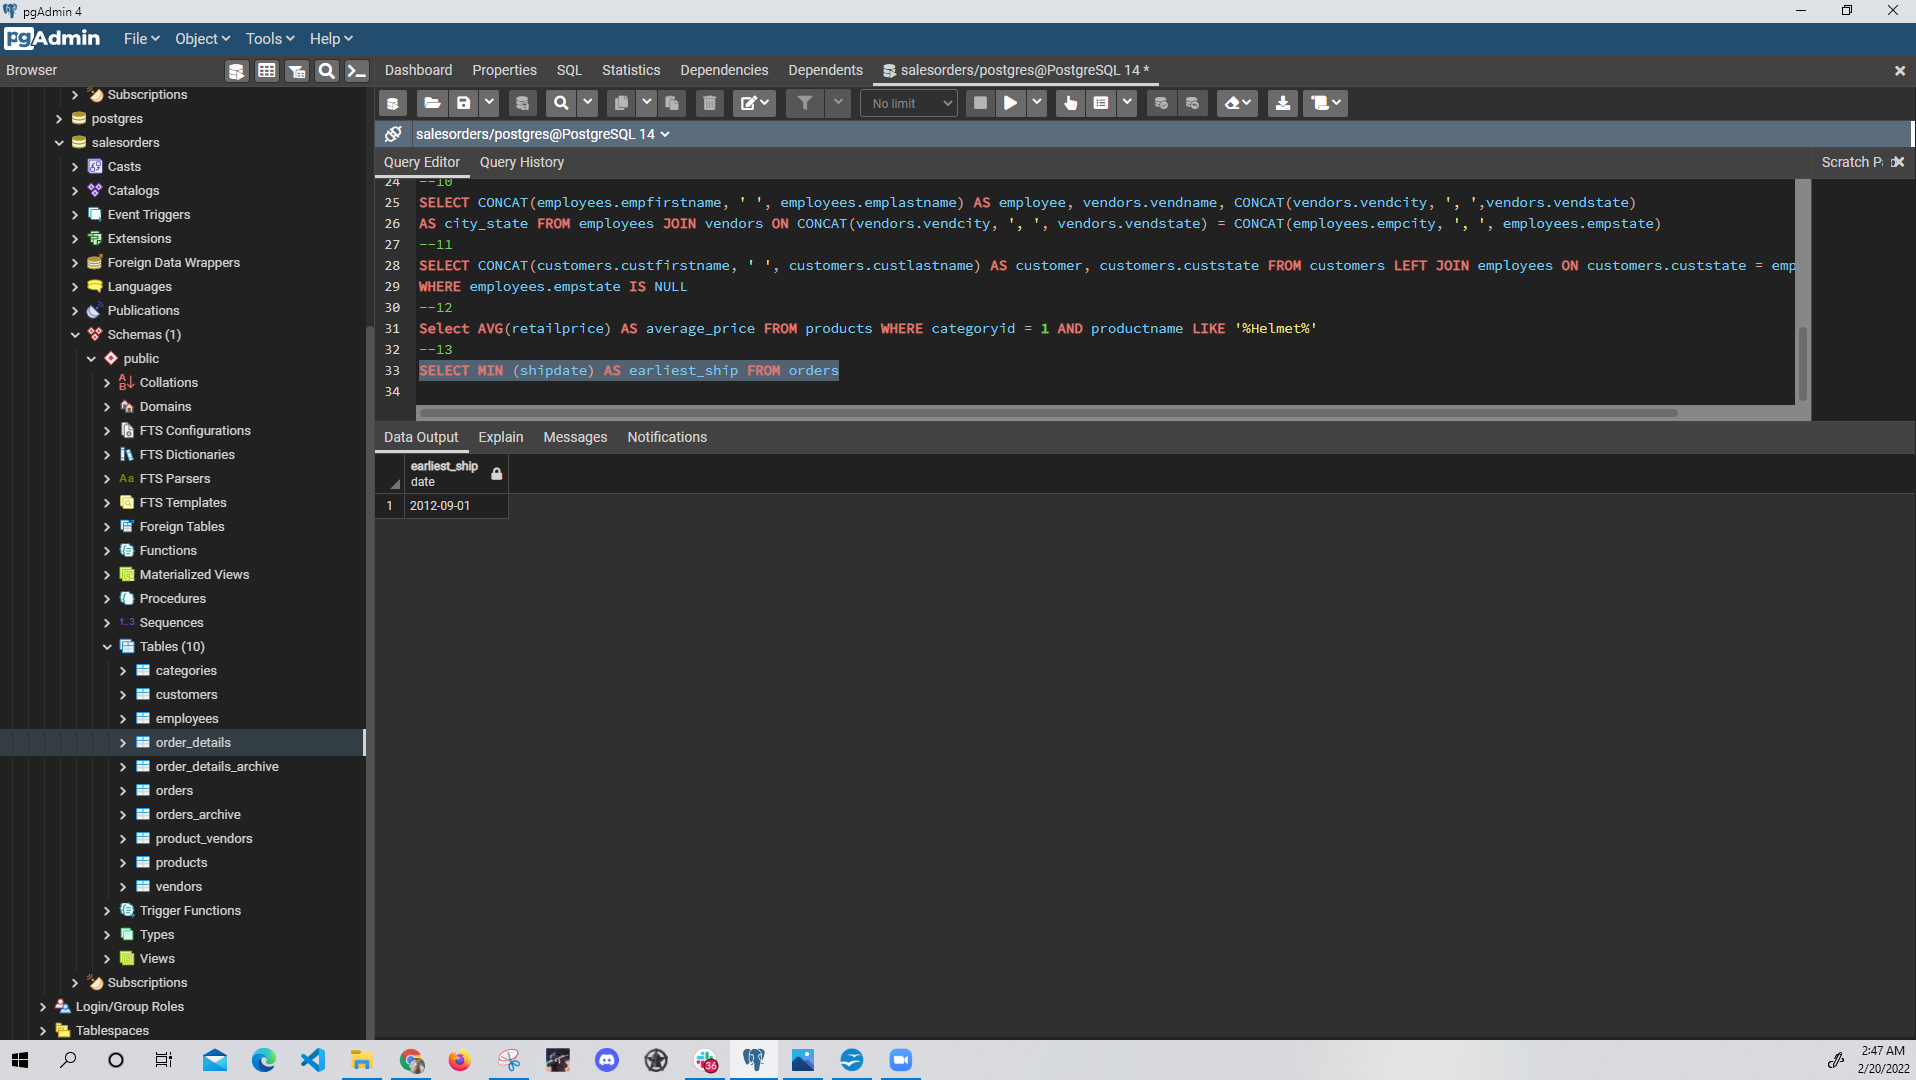 pgAdmin 4
pgAdmin File Object Tools Help
Browser
Dashboard Properties SQL Statistics Dependencies Dependents salesorders/postgres@PostgreSQL 14 *
No limit
salesorders/postgres@PostgreSQL 14
Query Editor Query History
Scratch P
Subscriptions
postgres
salesorders
Casts
Catalogs
Event Triggers
Extensions
Foreign Data Wrappers
Languages
Publications
Schemas (1)
public
Collations
Domains
FTS Configurations
FTS Dictionaries
Aa FTS Parsers
FTS Templates
Foreign Tables
Functions
Materialized Views
Procedures
1..3 Sequences
Tables (10)
categories
customers
employees
order_details
order_details_archive
orders
orders_archive
product_vendors
products
vendors
Trigger Functions
Types
Views
Subscriptions
Login/Group Roles
Tablespaces
24 --10
25 SELECT CONCAT(employees.empfirstname, ' ', employees.emplastname) AS employee, vendors.vendname, CONCAT(vendors.vendcity, ', ',vendors.vendstate)
26 AS city_state FROM employees JOIN vendors ON CONCAT(vendors.vendcity, ', ', vendors.vendstate) = CONCAT(employees.empcity, ', ', employees.empstate)
27 --11
28 SELECT CONCAT(customers.custfirstname, ' ', customers.custlastname) AS customer, customers.custstate FROM customers LEFT JOIN employees ON customers.custstate = emp
29 WHERE employees.empstate IS NULL
30 --12
31 Select AVG(retailprice) AS average_price FROM products WHERE categoryid = 1 AND productname LIKE '%Helmet%'
32 --13
33 SELECT MIN (shipdate) AS earliest_ship FROM orders
34
Data Output Explain Messages Notifications
earliest_ship
date
1 2012-09-01
36
2:47 AM
2/20/2022